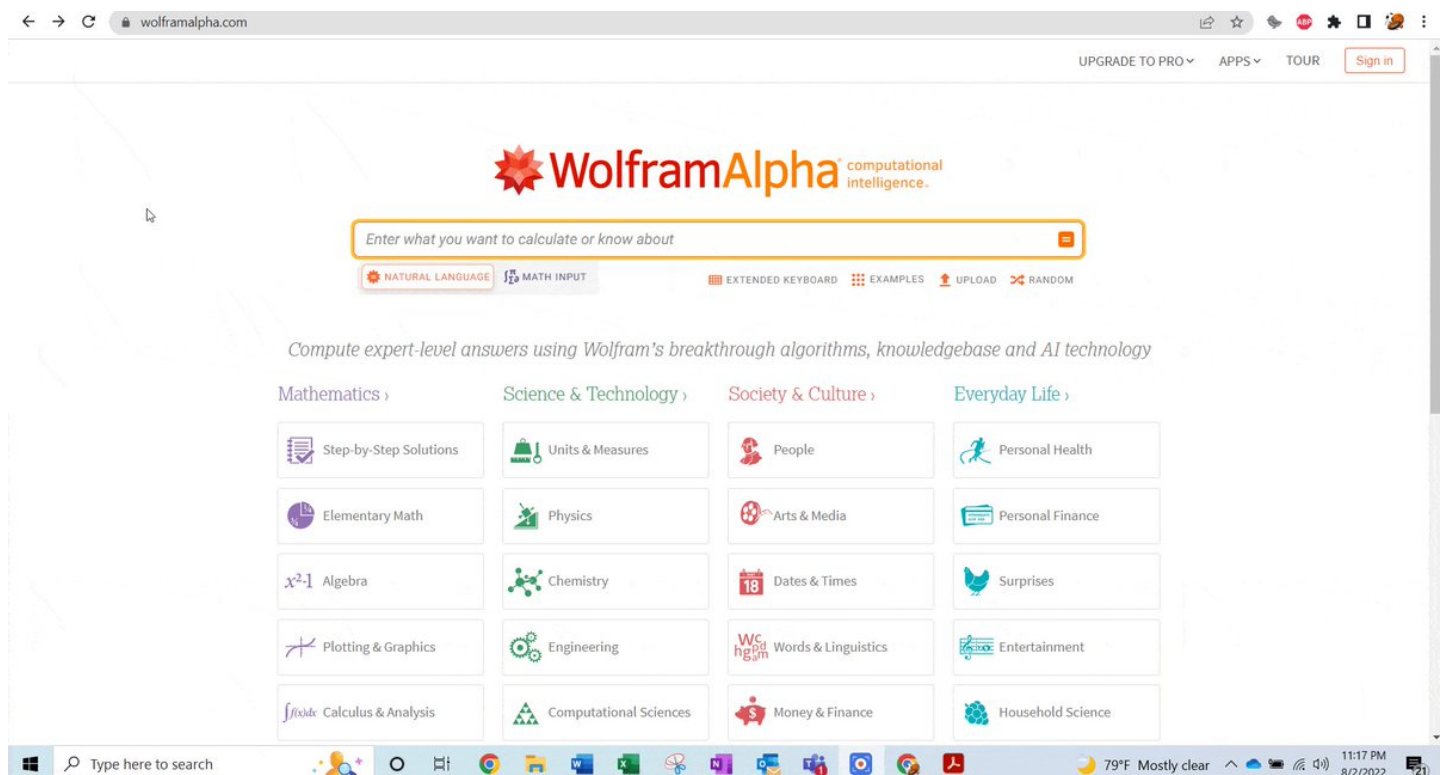 wolframalpha.com
ABP
UPGRADE TO PRO APPS TOUR Sign in
WolframAlpha computational intelligence.
Enter what you want to calculate or know about
NATURAL LANGUAGE MATH INPUT EXTENDED KEYBOARD EXAMPLES UPLOAD RANDOM
Compute expert-level answers using Wolfram's breakthrough algorithms, knowledgebase and AI technology
Mathematics › Science & Technology › Society & Culture › Everyday Life ›
Step-by-Step Solutions Units & Measures People Personal Health
Elementary Math Physics Arts & Media Personal Finance
x²-1 Algebra Chemistry 18 Dates & Times Surprises
Plotting & Graphics Engineering Words & Linguistics Entertainment
∫f(x)dx Calculus & Analysis Computational Sciences Money & Finance Household Science
Type here to search 79°F Mostly clear 11:17 PM
21